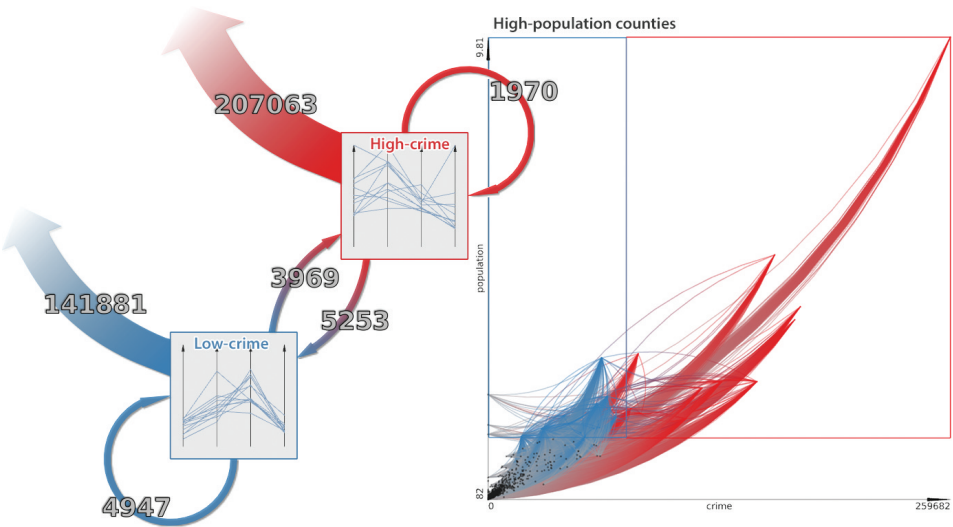 High-population counties
9.81
207063
1970
High-crime
population
3969
141881
5253
Low-crime
82
4947
0
crime
259682